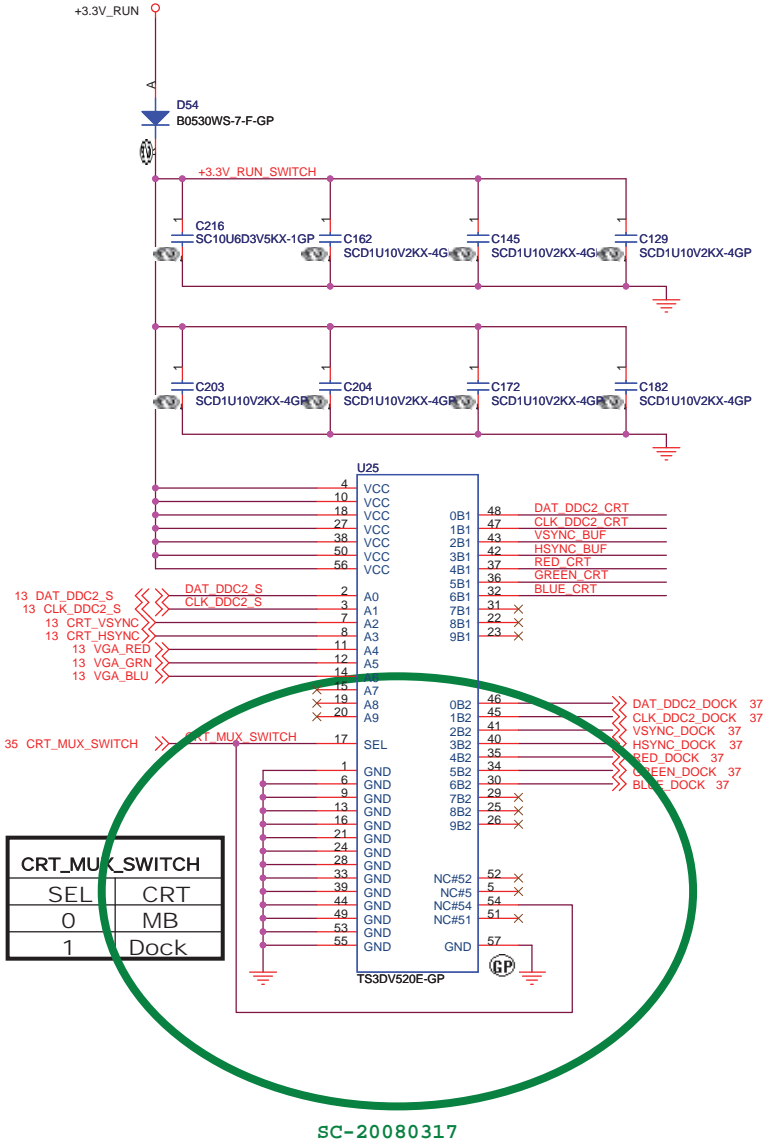 +3.3V_RUN
A
D54
B0530WS-7-F-GP
+3.3V_RUN_SWITCH
1
C216
SC10U6D3V5KX-1GP
1
C162
SCD1U10V2KX-4G
1
C145
SCD1U10V2KX-4G
1
C129
SCD1U10V2KX-4GP
1
C203
SCD1U10V2KX-4GP
1
C204
SCD1U10V2KX-4GP
1
C172
SCD1U10V2KX-4GP
1
C182
SCD1U10V2KX-4GP
U25
4 VCC
10 VCC
18 VCC
27 VCC
38 VCC
50 VCC
56 VCC
0B1 48 DAT_DDC2_CRT
1B1 47 CLK_DDC2_CRT
2B1 43 VSYNC_BUF
3B1 42 HSYNC_BUF
4B1 37 RED_CRT
5B1 36 GREEN_CRT
6B1 32 BLUE_CRT
7B1 31
8B1 22
9B1 23
13 DAT_DDC2_S DAT_DDC2_S 2 A0
13 CLK_DDC2_S CLK_DDC2_S 3 A1
13 CRT_VSYNC 7 A2
13 CRT_HSYNC 8 A3
13 VGA_RED 11 A4
13 VGA_GRN 12 A5
13 VGA_BLU 14 A6
15 A7
19 A8
20 A9
0B2 46 DAT_DDC2_DOCK 37
1B2 45 CLK_DDC2_DOCK 37
2B2 41 VSYNC_DOCK 37
3B2 40 HSYNC_DOCK 37
4B2 35 RED_DOCK 37
5B2 34 GREEN_DOCK 37
6B2 30 BLUE_DOCK 37
7B2 29
8B2 25
9B2 26
35 CRT_MUX_SWITCH CRT_MUX_SWITCH 17 SEL
1 GND
6 GND
9 GND
13 GND
16 GND
21 GND
24 GND
28 GND
33 GND
39 GND
44 GND
49 GND
53 GND
55 GND
NC#52 52
NC#5 5
NC#54 54
NC#51 51
GND 57
GP
TS3DV520E-GP
CRT_MUX_SWITCH
SEL CRT
0 MB
1 Dock
SC-20080317